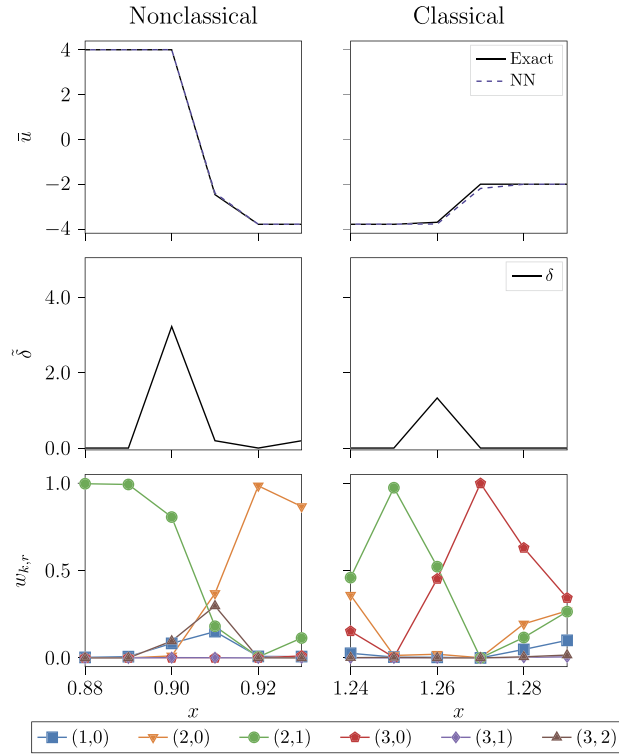 Nonclassical Classical
4
2
0
−2
−4
ū
Exact
NN
4.0
2.0
0.0
δ̃
δ
1.0
0.5
0.0
w_{k,r}
0.88 0.90 0.92 1.24 1.26 1.28
x x
(1,0) (2,0) (2,1) (3,0) (3,1) (3,2)